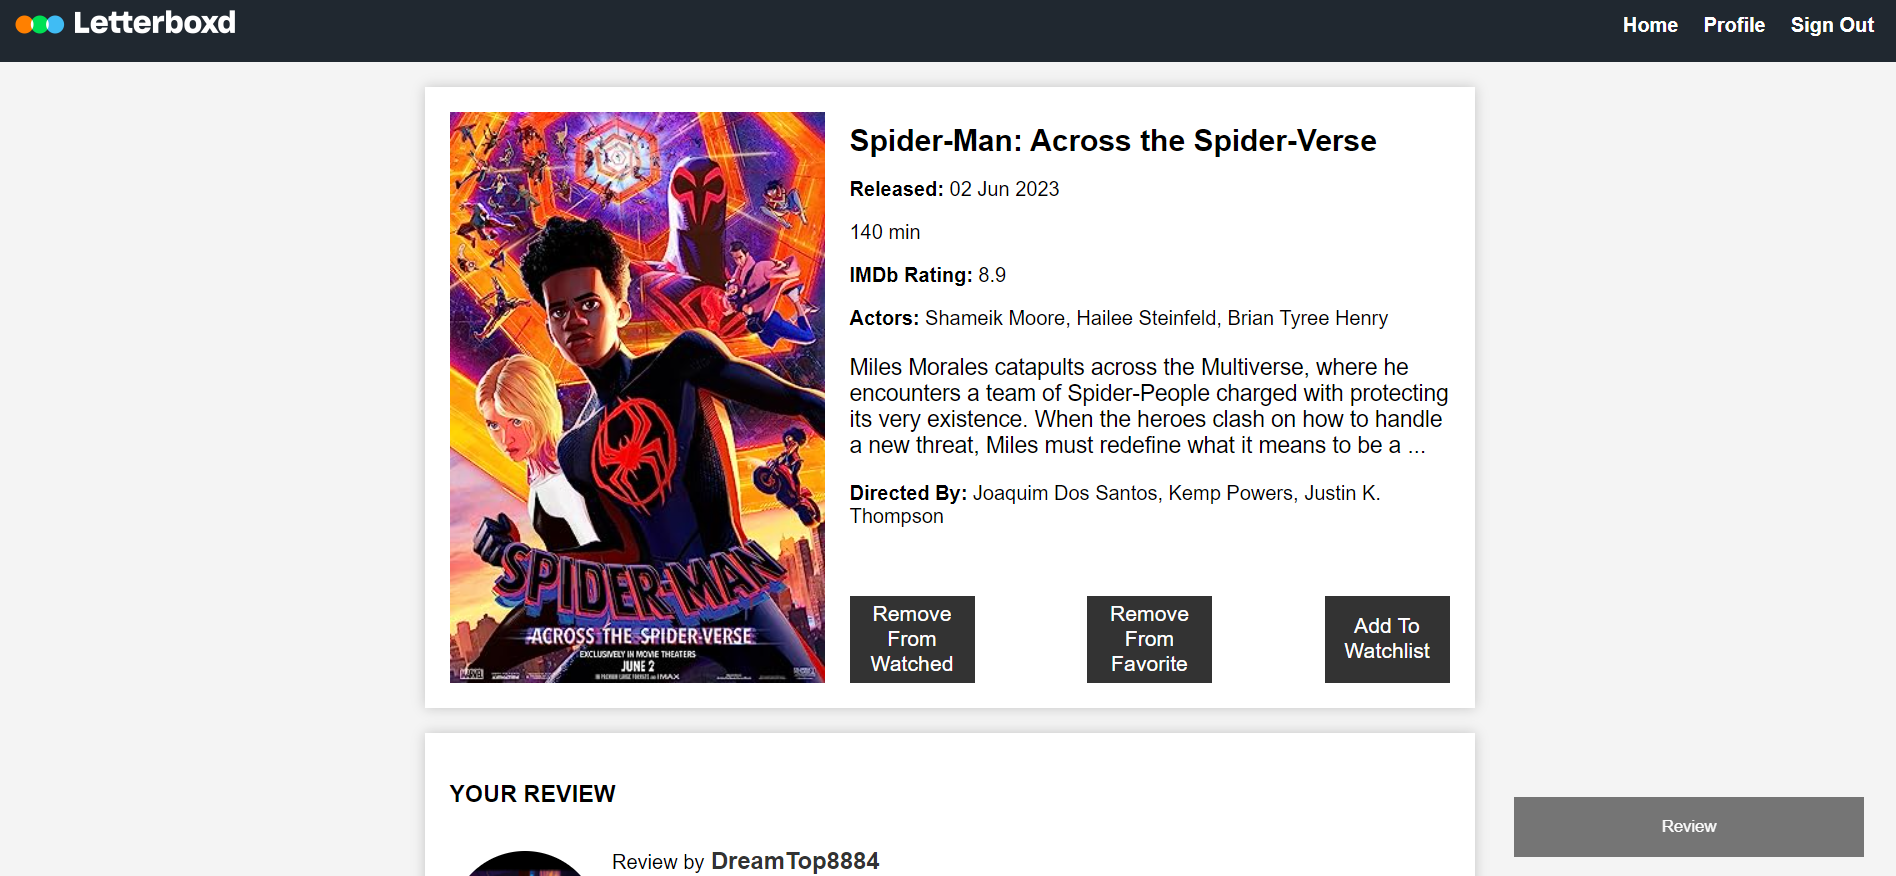 Letterboxd
Home Profile Sign Out
Spider-Man: Across the Spider-Verse
Released: 02 Jun 2023
140 min
IMDb Rating: 8.9
Actors: Shameik Moore, Hailee Steinfeld, Brian Tyree Henry
Miles Morales catapults across the Multiverse, where he
encounters a team of Spider-People charged with protecting
its very existence. When the heroes clash on how to handle
a new threat, Miles must redefine what it means to be a ...
Directed By: Joaquim Dos Santos, Kemp Powers, Justin K.
Thompson
SPIDER-MAN
ACROSS THE SPIDER-VERSE
EXCLUSIVELY IN MOVIE THEATERS
JUNE 2
MARVEL
IMAX
Remove
From
Watched
Remove
From
Favorite
Add To
Watchlist
YOUR REVIEW
Review by DreamTop8884
Review